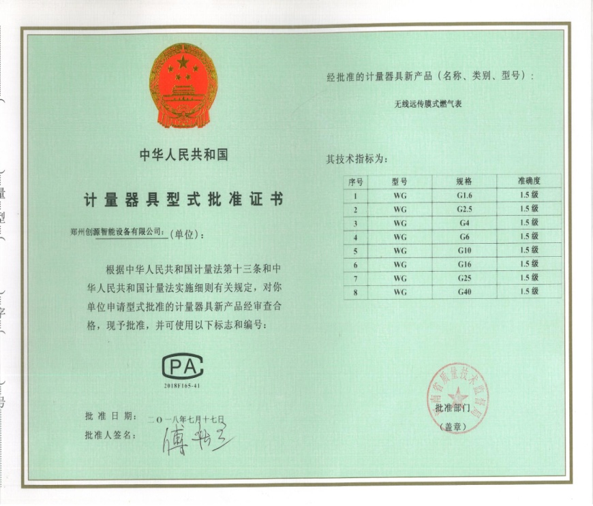 中华人民共和国
计量器具型式批准证书
郑州创源智能设备有限公司：（单位）：
根据中华人民共和国计量法第十三条和中
华人民共和国计量法实施细则有关规定，对你
单位申请型式批准的计量器具新产品经审查合
格，现予批准，并可使用以下标志和编号：
CPA
2018F165-41
批准日期：二〇一八年七月十七日
批准人签名：
经批准的计量器具新产品（名称、类别、型号）：
无线远传膜式燃气表
其技术指标为：
序号 型号 规格 准确度
1 WG G1.6 1.5 级
2 WG G2.5 1.5 级
3 WG G4 1.5 级
4 WG G6 1.5 级
5 WG G10 1.5 级
6 WG G16 1.5 级
7 WG G25 1.5 级
8 WG G40 1.5 级
批准部门
（盖章）